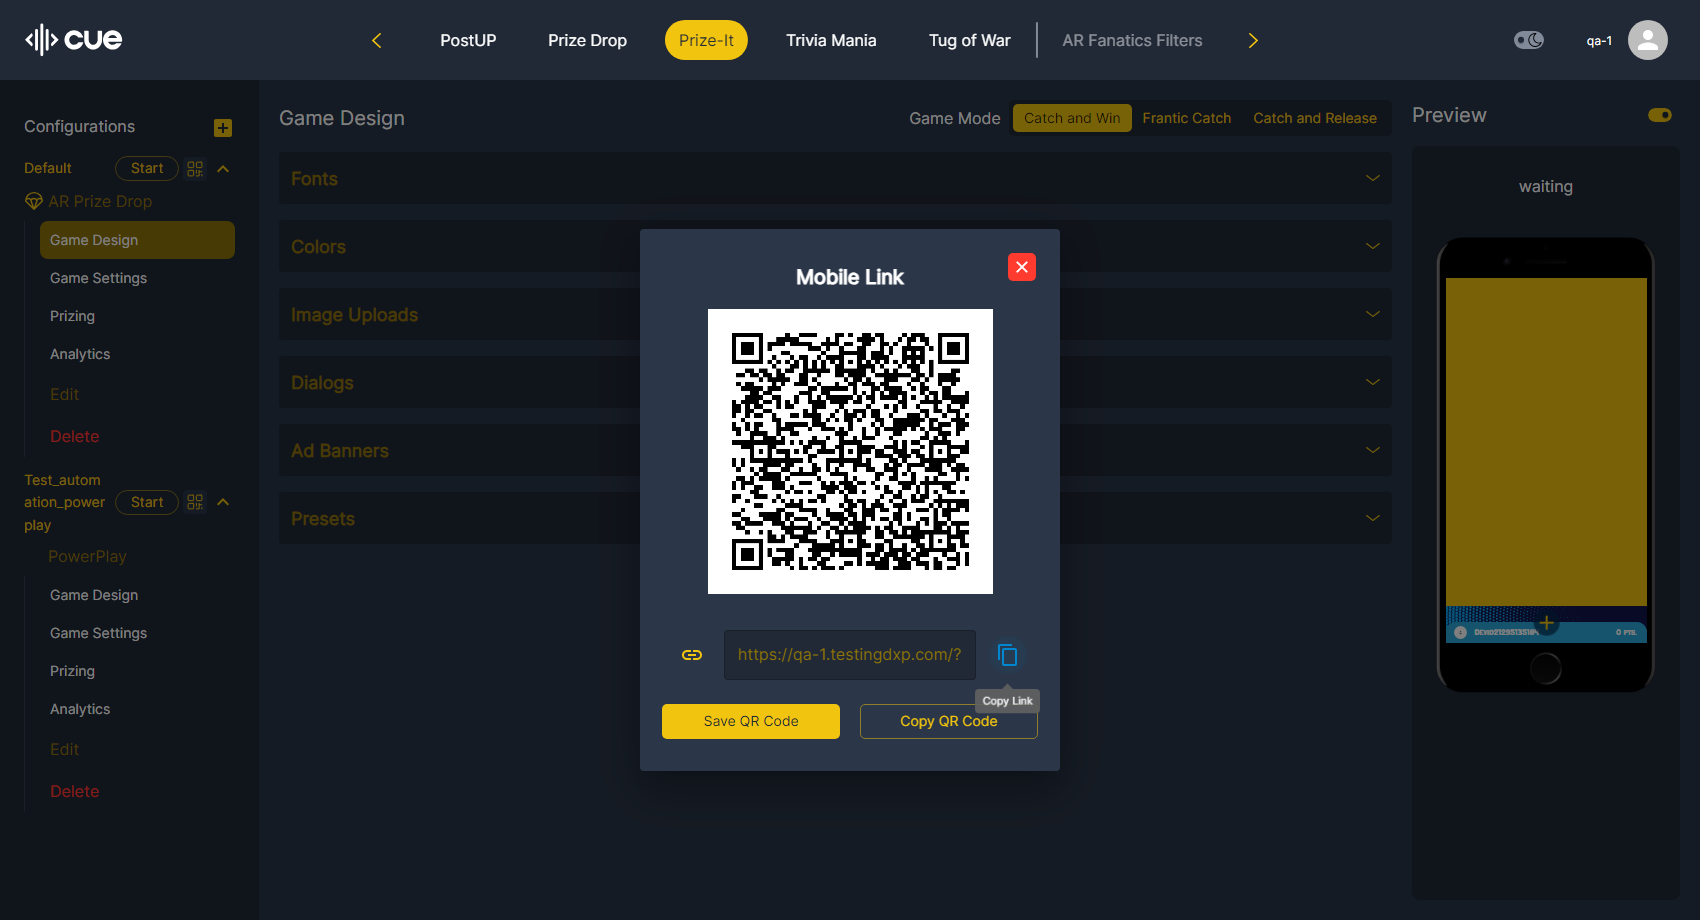 cue
PostUP
Prize Drop
Prize-It
Trivia Mania
Tug of War
AR Fanatics Filters
qa-1
Configurations
Default
Start
AR Prize Drop
Game Design
Game Settings
Prizing
Analytics
Edit
Delete
Test_autom
ation_power
play
Start
PowerPlay
Game Design
Game Settings
Prizing
Analytics
Edit
Delete
Game Design
Game Mode
Catch and Win
Frantic Catch
Catch and Release
Fonts
Colors
Image Uploads
Dialogs
Ad Banners
Presets
Mobile Link
https://qa-1.testingdxp.com/?
Copy Link
Save QR Code
Copy QR Code
Preview
waiting
0 PTS.